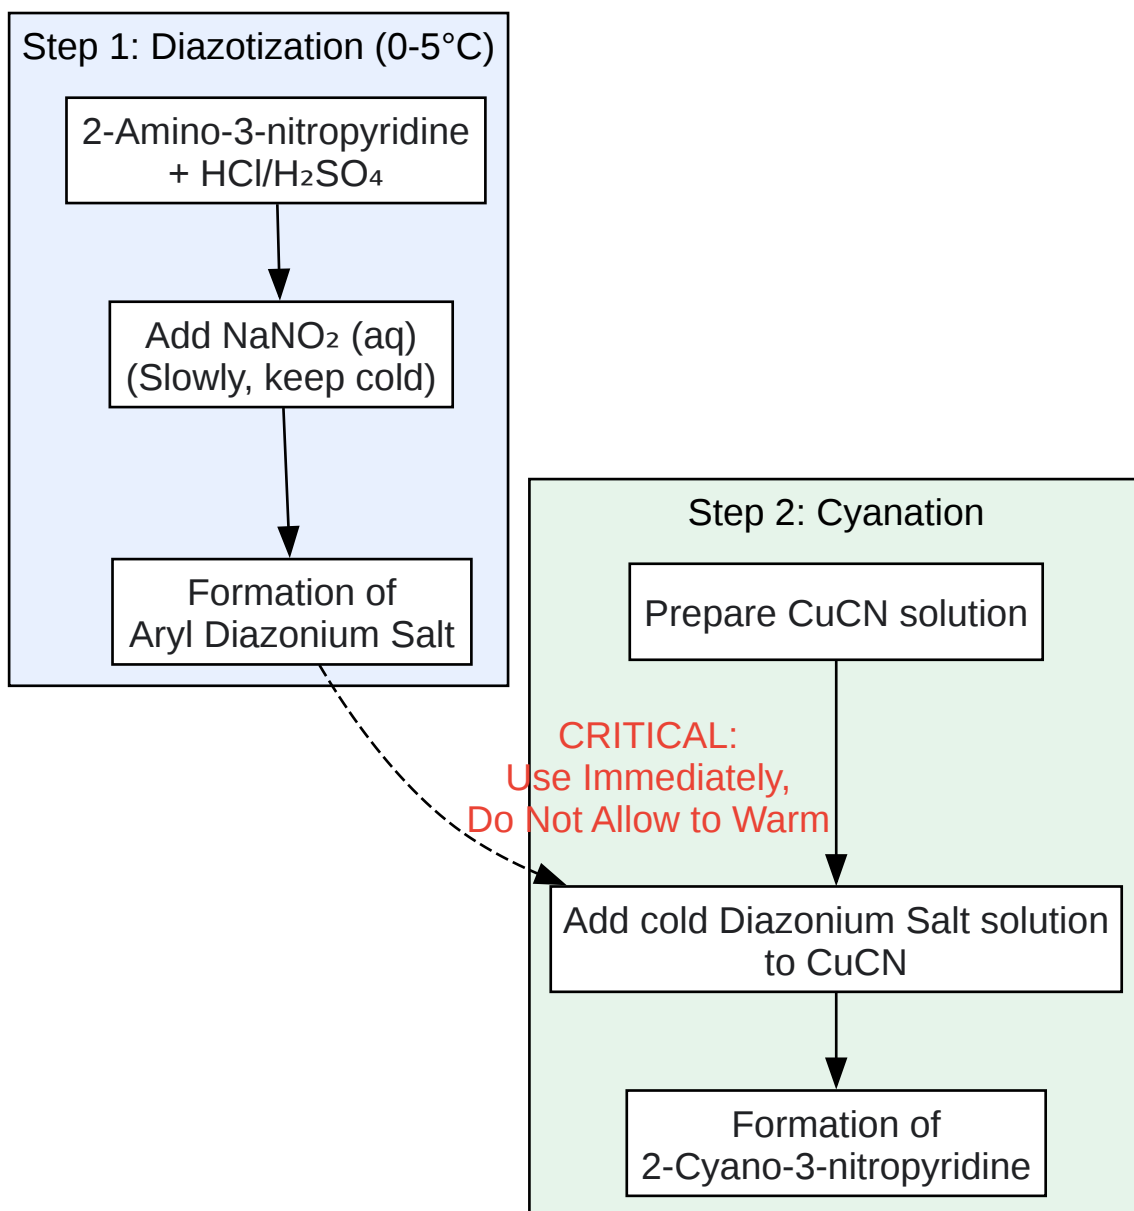 Step 1: Diazotization (0-5°C)
2-Amino-3-nitropyridine
+ HCl/H₂SO₄
Add NaNO₂ (aq)
(Slowly, keep cold)
Formation of
Aryl Diazonium Salt
Step 2: Cyanation
Prepare CuCN solution
CRITICAL:
Use Immediately,
Do Not Allow to Warm
Add cold Diazonium Salt solution
to CuCN
Formation of
2-Cyano-3-nitropyridine